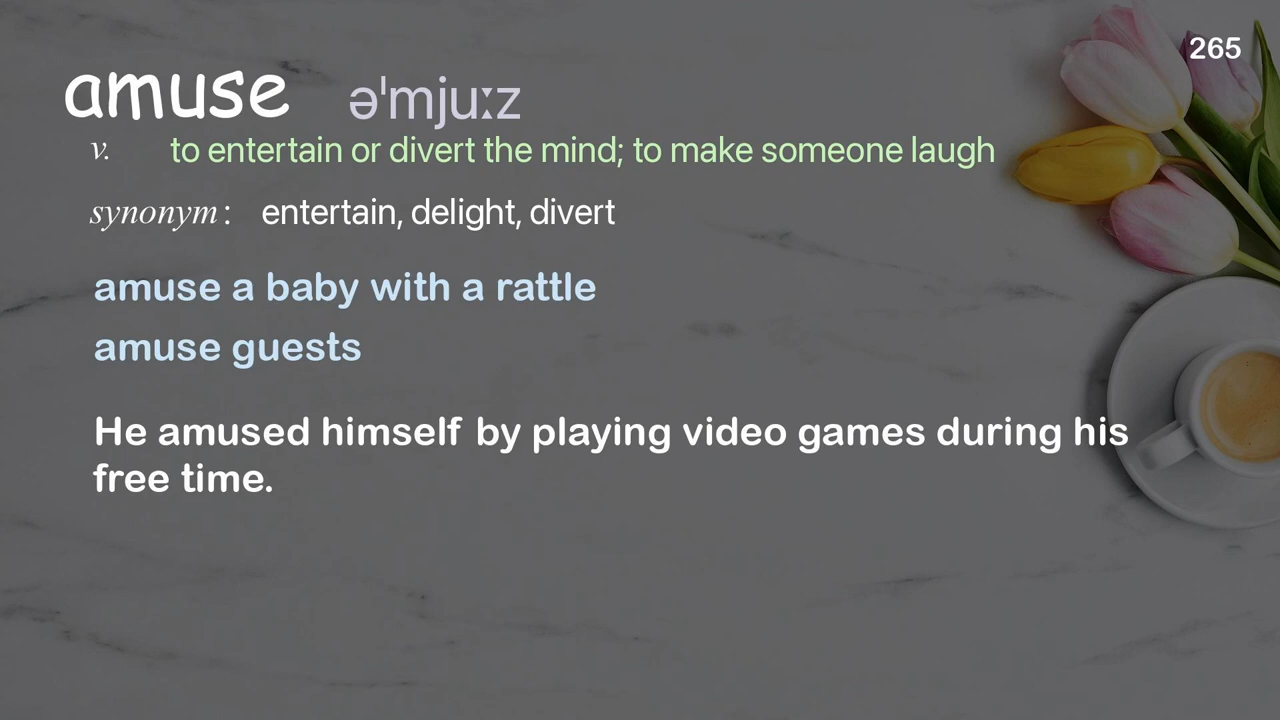 265
amuse əˈmjuːz
v. to entertain or divert the mind; to make someone laugh
synonym: entertain, delight, divert
amuse a baby with a rattle
amuse guests
He amused himself by playing video games during his
free time.